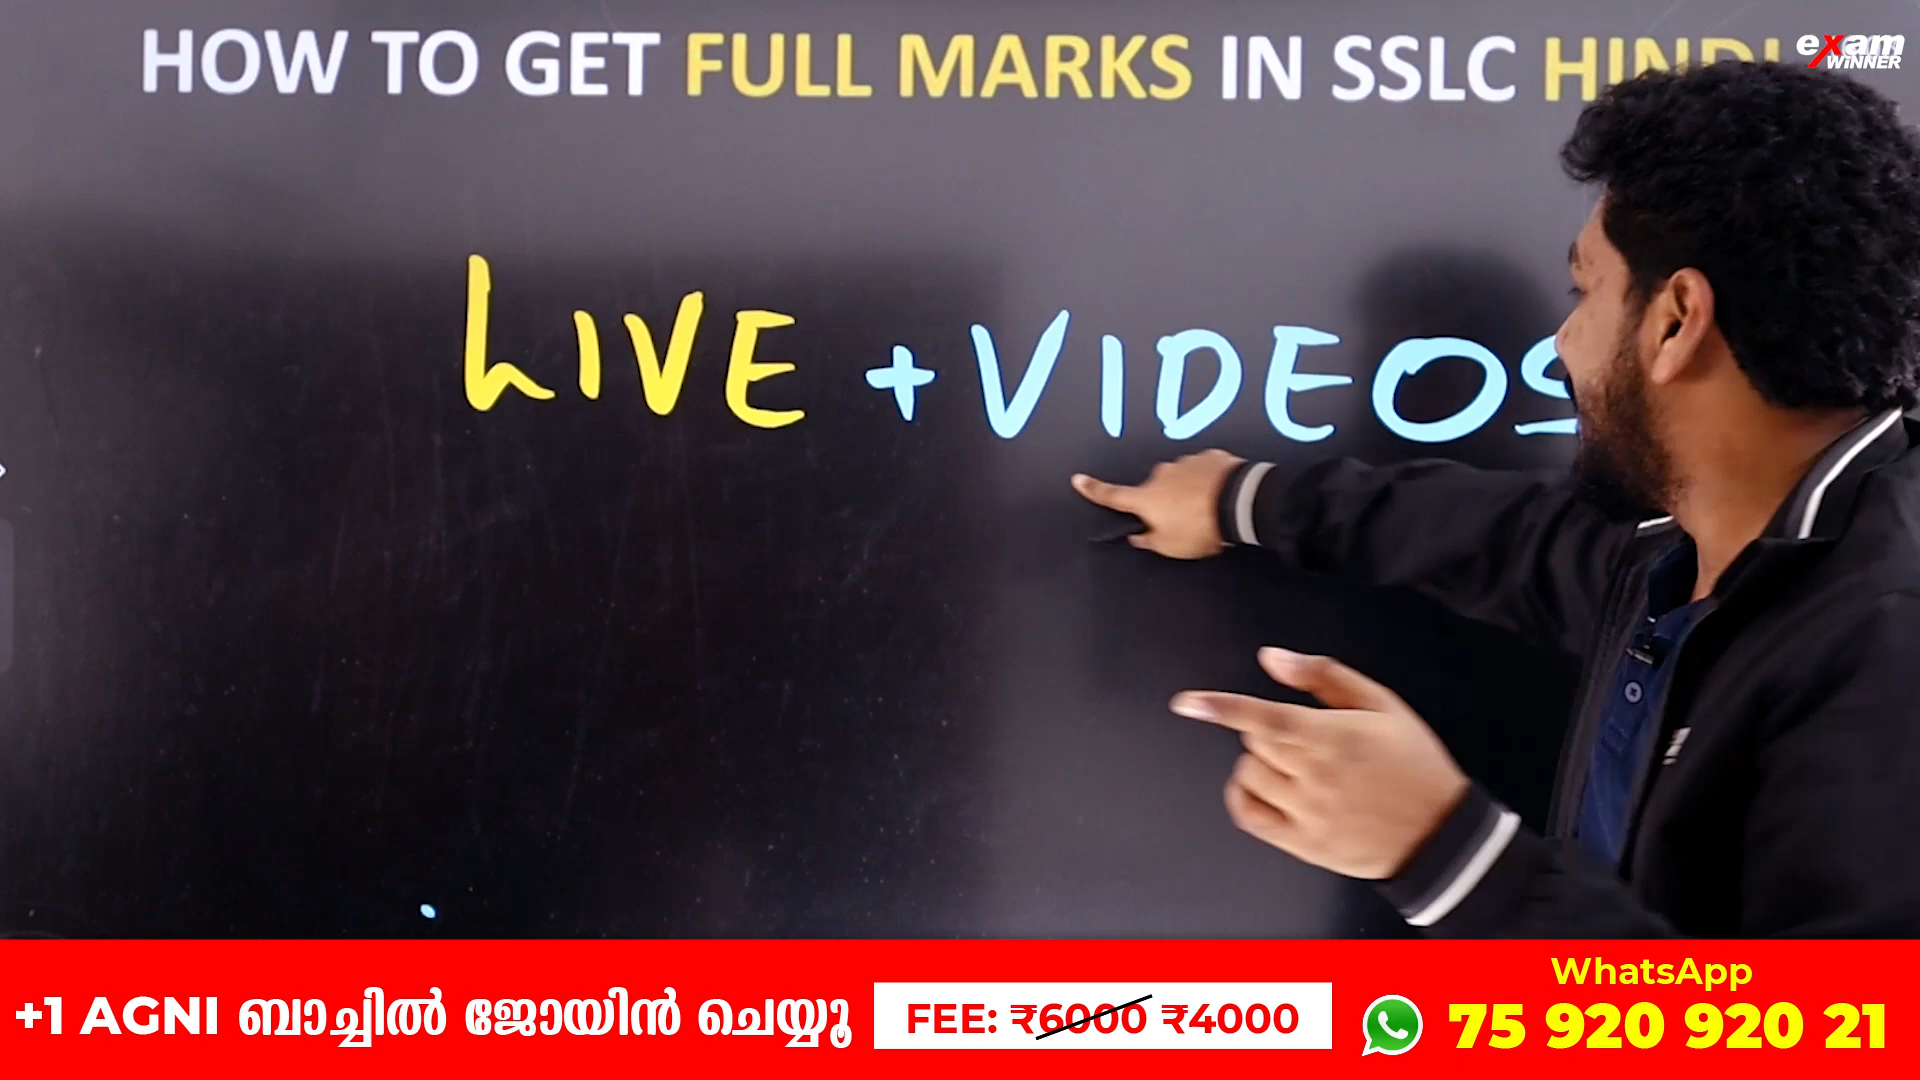 HOW TO GET FULL MARKS IN SSLC HINDI
exam
WINNER
LIVE + VIDEOS
+1 AGNI ബാച്ചിൽ ജോയിൻ ചെയ്യൂ
FEE: ₹6000 ₹4000
WhatsApp
75 920 920 21